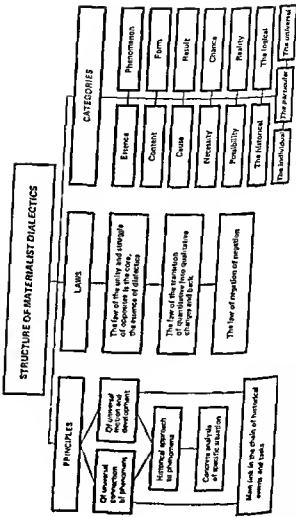 STRUCTURE OF MATERIALIST DIALECTICS
PRINCIPLES
Of universal
connection
of phenomena
Of universal
motion and
development
Historical approach
to phenomena
Concrete analysis
of specific situation
Main link in the chain of historical
events and tasks
LAWS
The law of the unity and struggle
of opposites is the core,
the essence of dialectics
The law of the transition
of quantitative into qualitative
changes and back
The law of negation of negation
CATEGORIES
Essence
Phenomenon
Content
Form
Cause
Result
Necessity
Chance
Possibility
Reality
The historical
The logical
The individual
The particular
The universal